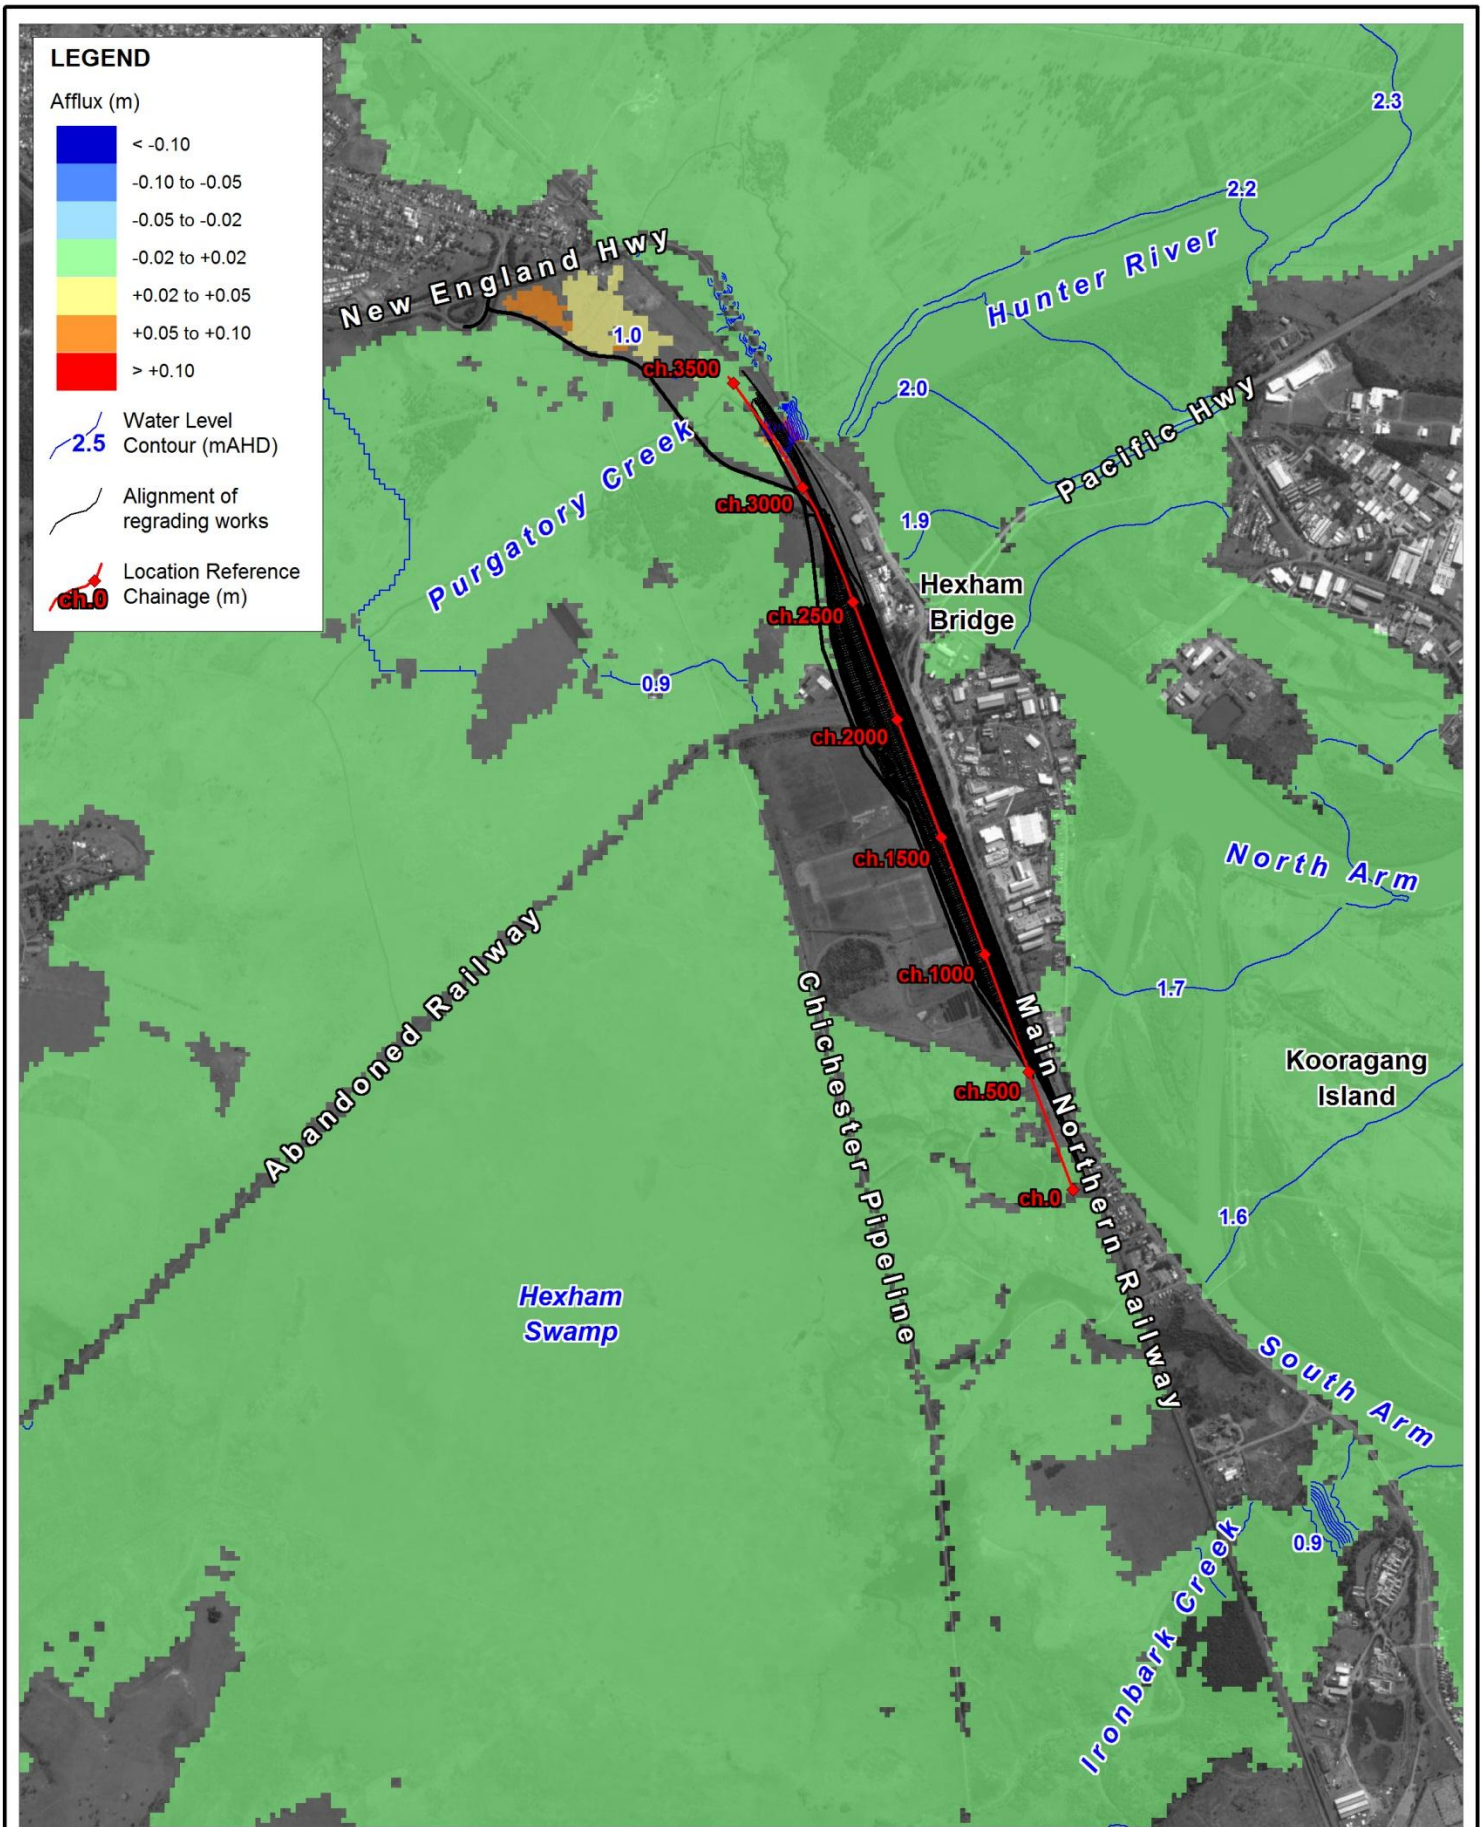 LEGEND
Afflux (m)
< -0.10
-0.10 to -0.05
-0.05 to -0.02
-0.02 to +0.02
+0.02 to +0.05
+0.05 to +0.10
> +0.10
2.5
Water Level
Contour (mAHD)
Alignment of
regrading works
ch.0
Location Reference
Chainage (m)
2.3
2.2
New England Hwy
Hunter River
1.0
ch.3500
2.0
Pacific Hwy
Purgatory Creek
ch.3000
1.9
Hexham
Bridge
ch.2500
0.9
ch.2000
ch.1500
North Arm
Abandoned Railway
ch.1000
1.7
Chichester Pipeline
Main Northern Railway
Kooragang
Island
ch.500
ch.0
1.6
Hexham
Swamp
South Arm
0.9
Ironbark Creek